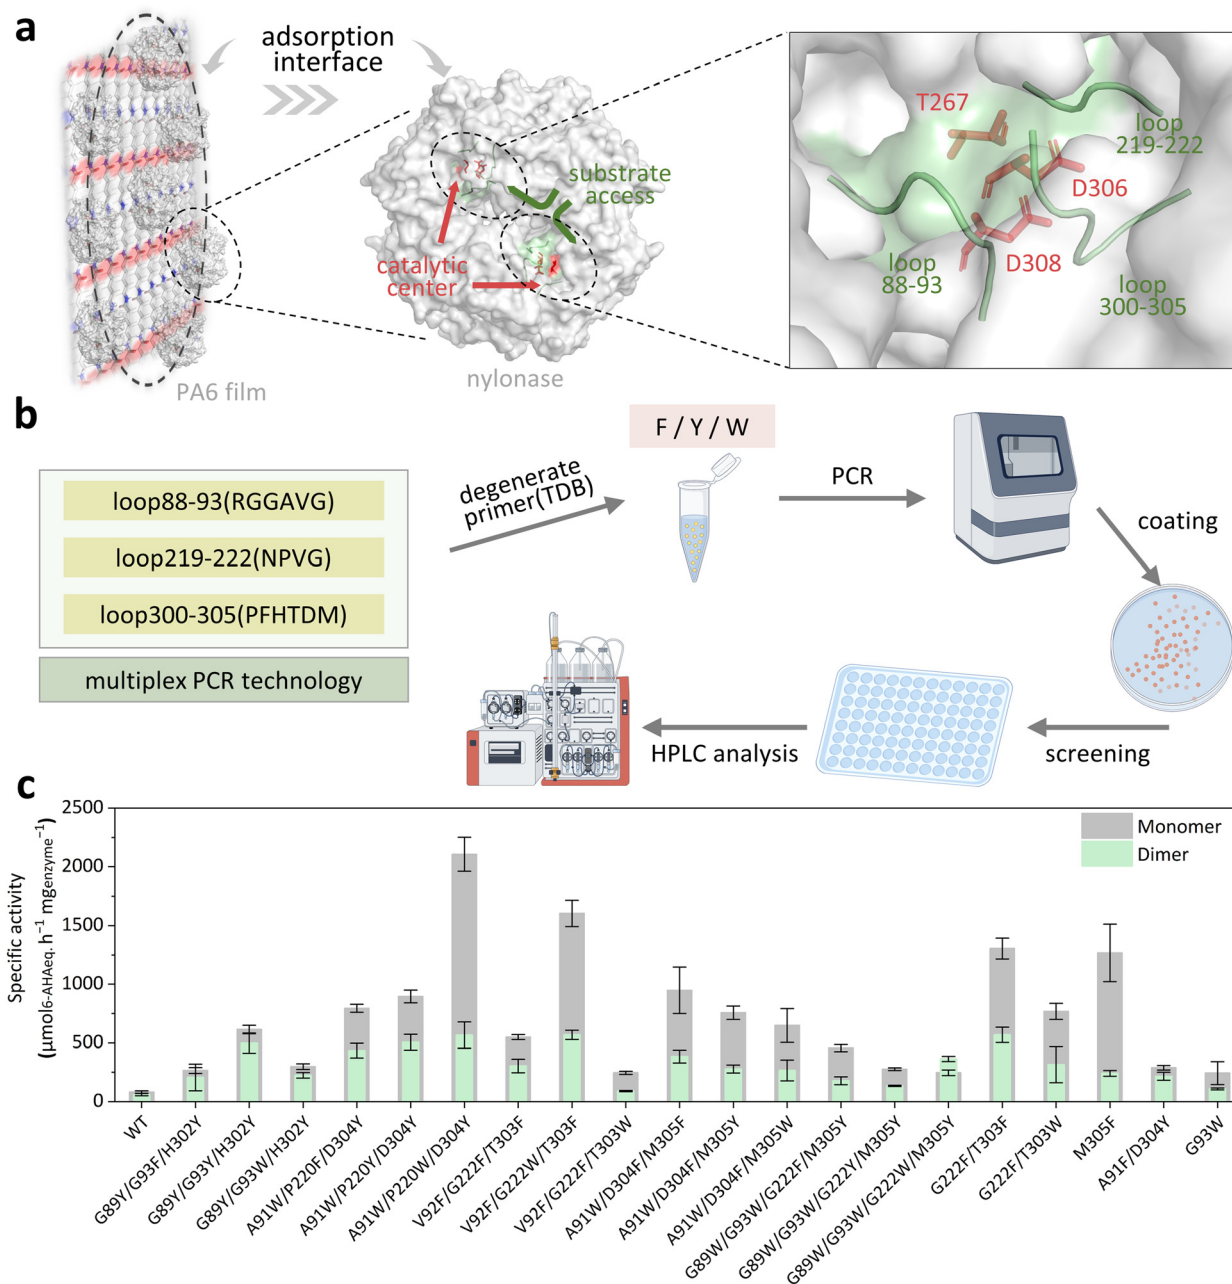 a
adsorption
interface
PA6 film
substrate
access
catalytic
center
nylonase
T267
loop
219-222
D306
D308
loop
88-93
loop
300-305
b
loop88-93(RGGAVG)
loop219-222(NPVG)
loop300-305(PFHTDM)
multiplex PCR technology
degenerate
primer(TDB)
F / Y / W
PCR
coating
screening
HPLC analysis
c
Specific activity
(μmol6-AHAeq. h⁻¹ mgenzyme⁻¹)
2500
2000
1500
1000
500
0
Monomer
Dimer
WT
G89Y/G93F/H302Y
G89Y/G93Y/H302Y
G89Y/G93W/H302Y
A91W/P220F/D304Y
A91W/P220Y/D304Y
A91W/P220W/D304Y
V92F/G222F/T303F
V92F/G222W/T303F
V92F/G222F/T303W
A91W/D304F/M305F
A91W/D304F/M305Y
A91W/D304F/M305W
G89W/G93W/G222F/M305Y
G89W/G93W/G222Y/M305Y
G89W/G93W/G222W/M305Y
G222F/T303F
G222F/T303W
M305F
A91F/D304Y
G93W